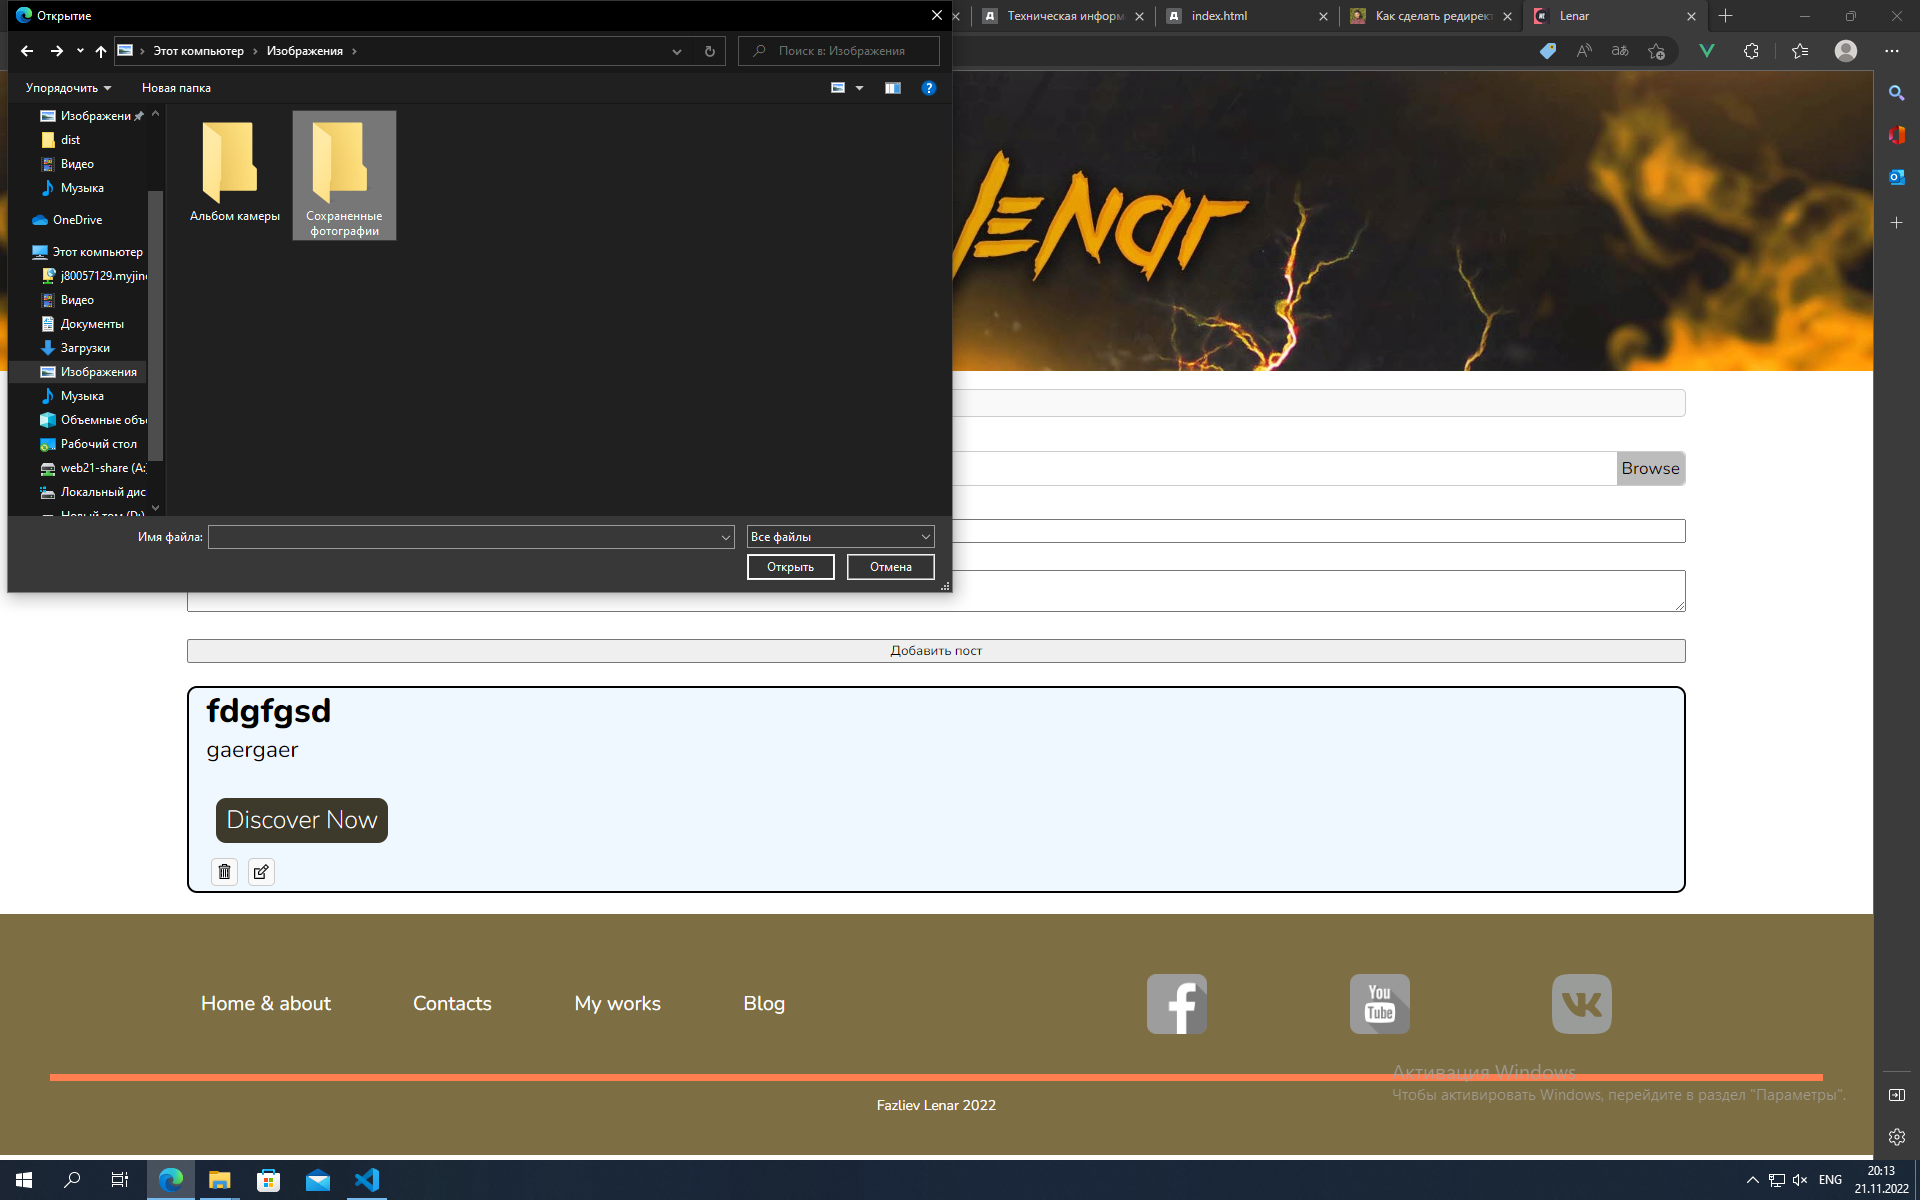 Открытие
Техническая информ
index.html
Как сделать редирект
Lenar
Этот компьютер
Изображения
Поиск в: Изображения
Упорядочить
Новая папка
Изображени
dist
Видео
Музыка
OneDrive
Этот компьютер
j80057129.myjin
Видео
Документы
Загрузки
Изображения
Музыка
Объемные объ
Рабочий стол
web21-share (A:
Локальный дис
Новый том (D:)
Альбом камеры
Сохраненные
фотографии
Имя файла:
Все файлы
Открыть
Отмена
Lenar
Browse
Добавить пост
fdgfgsd
gaergaer
Discover Now
Home & about
Contacts
My works
Blog
You
Tube
Активация Windows
Чтобы активировать Windows, перейдите в раздел "Параметры".
Fazliev Lenar 2022
ENG
20:13
21.11.2022